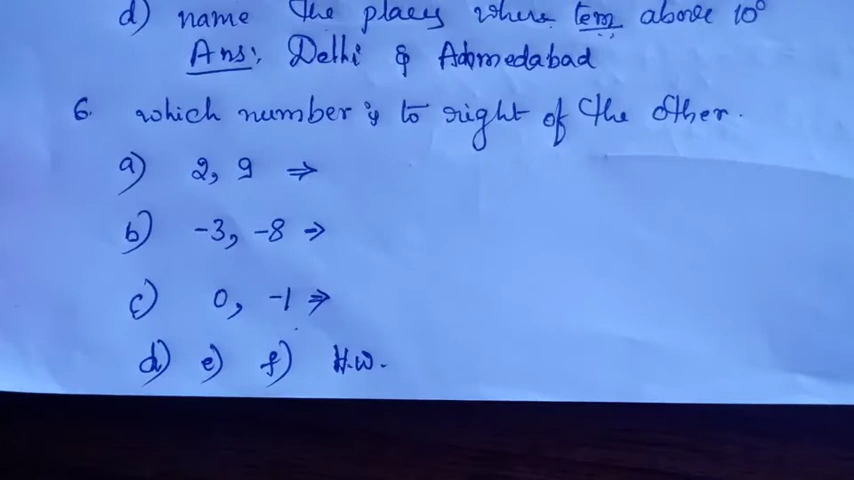 d) name the places where tem above 10°
Ans:, Delhi & Ahmedabad
6. which number is to right of the other.
a) 2, 9 ⇒
b) -3, -8 →
c) 0, -1 ⇒
d) e) f) H.W.